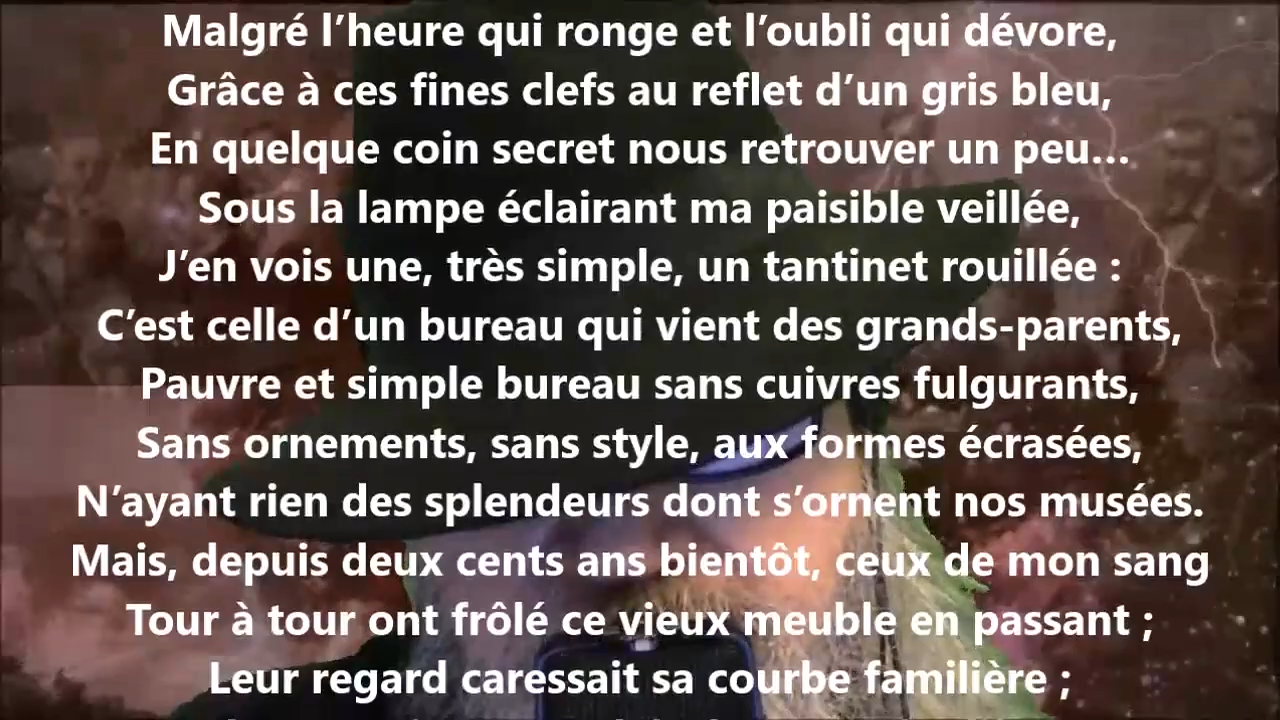 Malgré l’heure qui ronge et l’oubli qui dévore,
Grâce à ces fines clefs au reflet d’un gris bleu,
En quelque coin secret nous retrouver un peu…
Sous la lampe éclairant ma paisible veillée,
J’en vois une, très simple, un tantinet rouillée :
C’est celle d’un bureau qui vient des grands-parents,
Pauvre et simple bureau sans cuivres fulgurants,
Sans ornements, sans style, aux formes écrasées,
N’ayant rien des splendeurs dont s’ornent nos musées.
Mais, depuis deux cents ans bientôt, ceux de mon sang
Tour à tour ont frôlé ce vieux meuble en passant ;
Leur regard caressait sa courbe familière ;